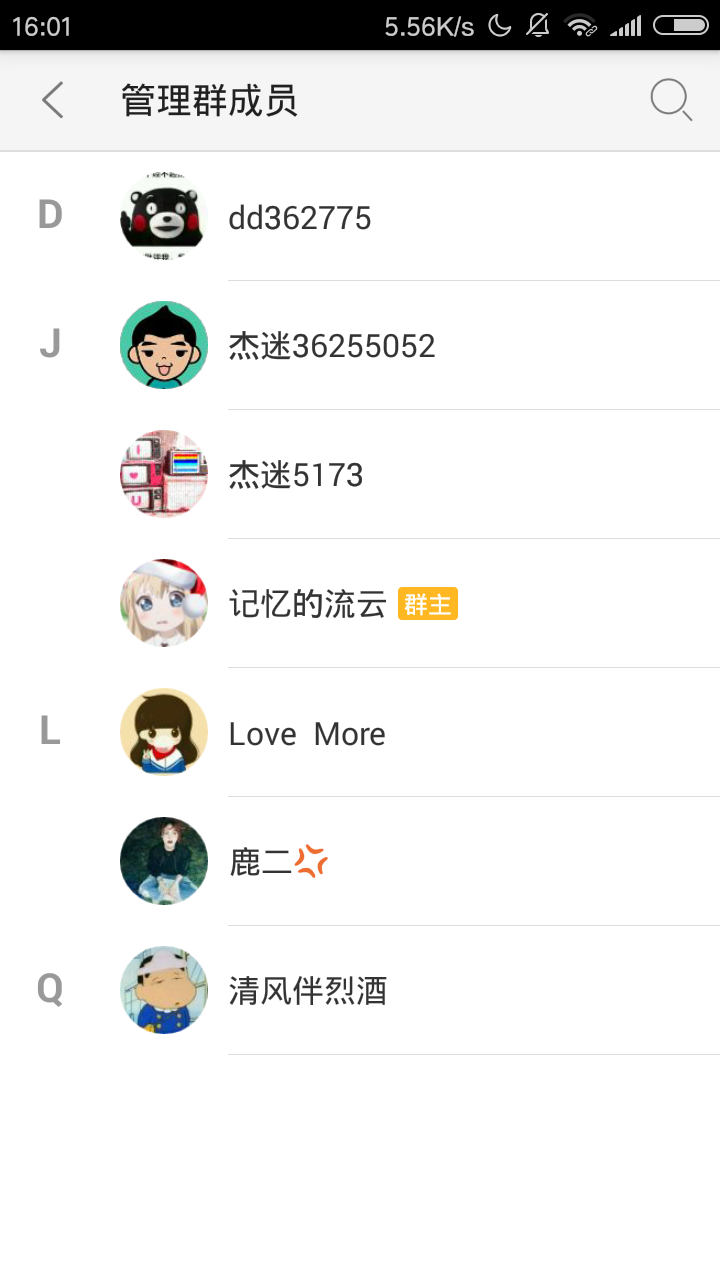 16:01
5.56K/s
管理群成员
D
dd362775
J
杰迷36255052
杰迷5173
记忆的流云 群主
L
Love More
鹿二💢
Q
清风伴烈酒